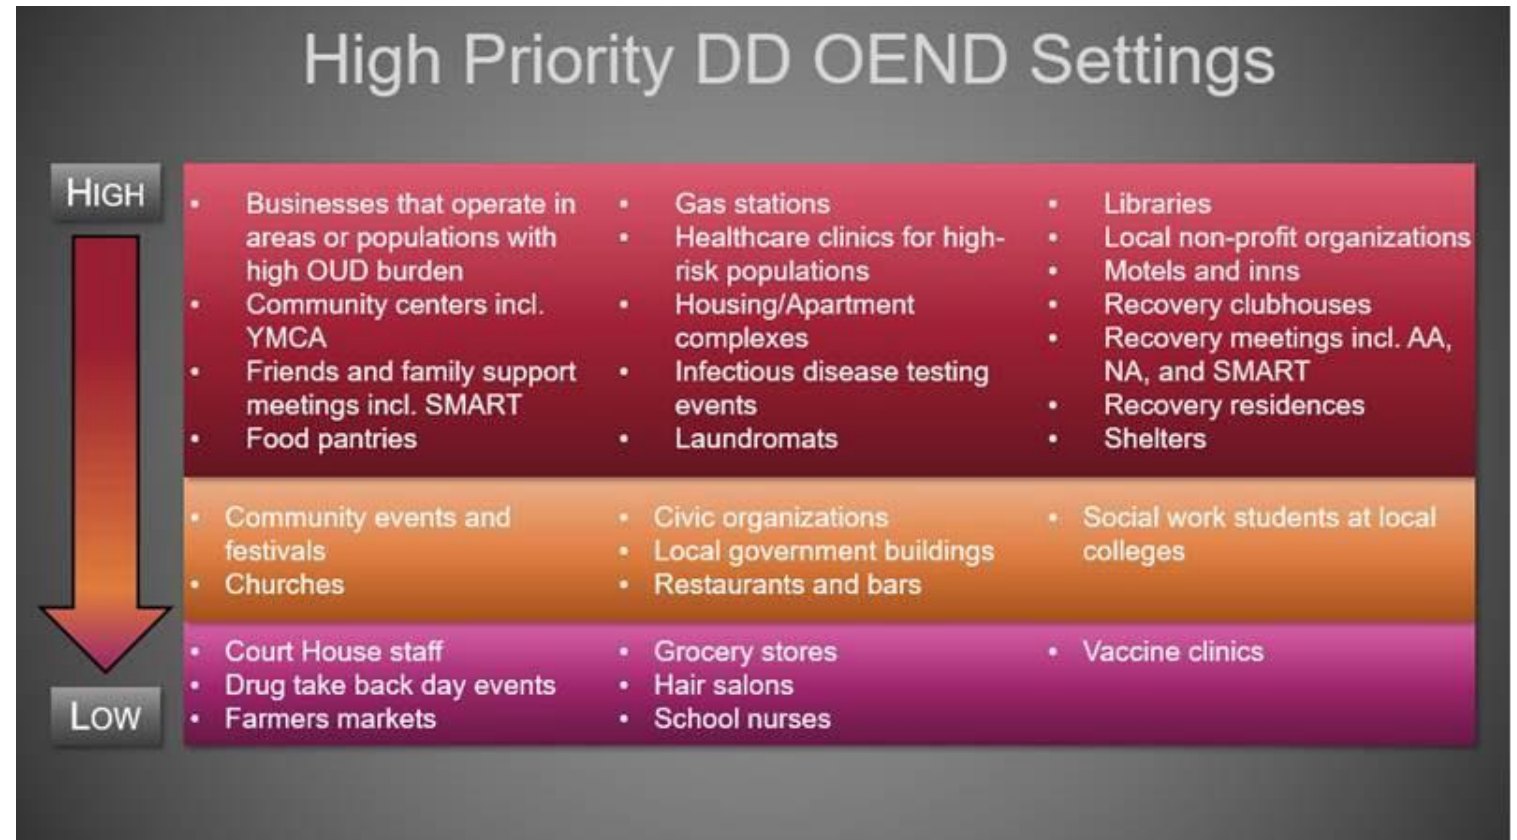 High Priority DD OEND Settings
HIGH
• Businesses that operate in
areas or populations with
high OUD burden
• Community centers incl.
YMCA
• Friends and family support
meetings incl. SMART
• Food pantries
• Gas stations
• Healthcare clinics for high-
risk populations
• Housing/Apartment
complexes
• Infectious disease testing
events
• Laundromats
• Libraries
• Local non-profit organizations
• Motels and inns
• Recovery clubhouses
• Recovery meetings incl. AA,
NA, and SMART
• Recovery residences
• Shelters
• Community events and
festivals
• Churches
• Civic organizations
• Local government buildings
• Restaurants and bars
• Social work students at local
colleges
LOW
• Court House staff
• Drug take back day events
• Farmers markets
• Grocery stores
• Hair salons
• School nurses
• Vaccine clinics